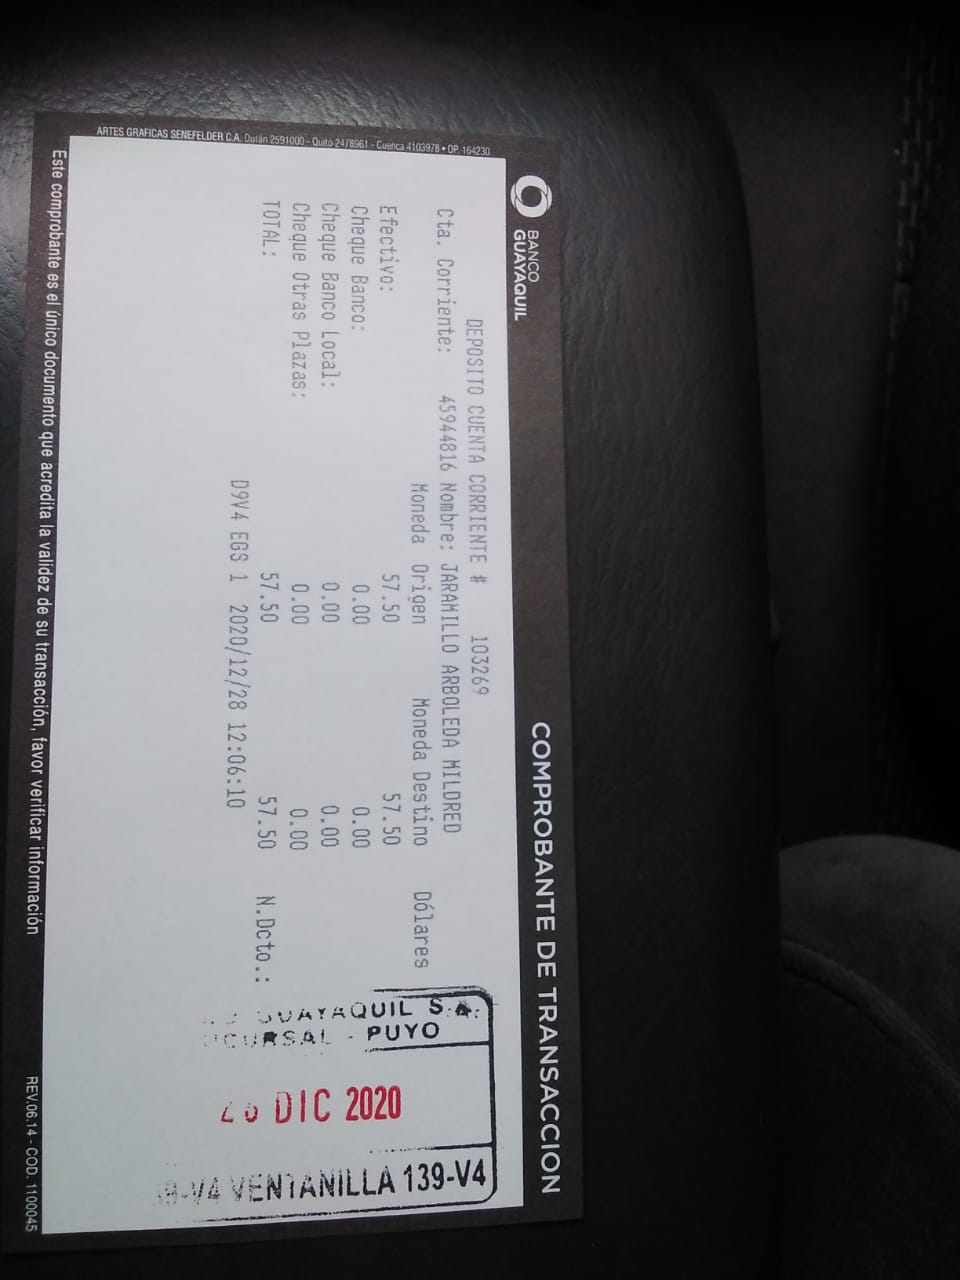 BANCO
GUAYAQUIL
COMPROBANTE DE TRANSACCION
DEPOSITO CUENTA CORRIENTE # 103269
Cta. Corriente: 45944816 Nombre: JARAMILLO ARBOLEDA MILDRED
Moneda Origen Moneda Destino Dólares
Efectivo: 57.50 57.50
Cheque Banco: 0.00 0.00
Cheque Banco Local: 0.00 0.00
Cheque Otras Plazas: 0.00 0.00
TOTAL: 57.50 57.50 N.Dcto.:
D9V4 EGS 1 2020/12/28 12:06:10
GUAYAQUIL S.A.
PUYO
DIC 2020
VENTANILLA 139-V4
ARTES GRAFICAS SENEFELDER C.A. Durán 2591000 - Quito 2478961 - Cuenca 4103978 • OP. 164230
Este comprobante es el único documento que acredita la validez de su transacción, favor verificar información
REV.06.14 - COD. 1100045